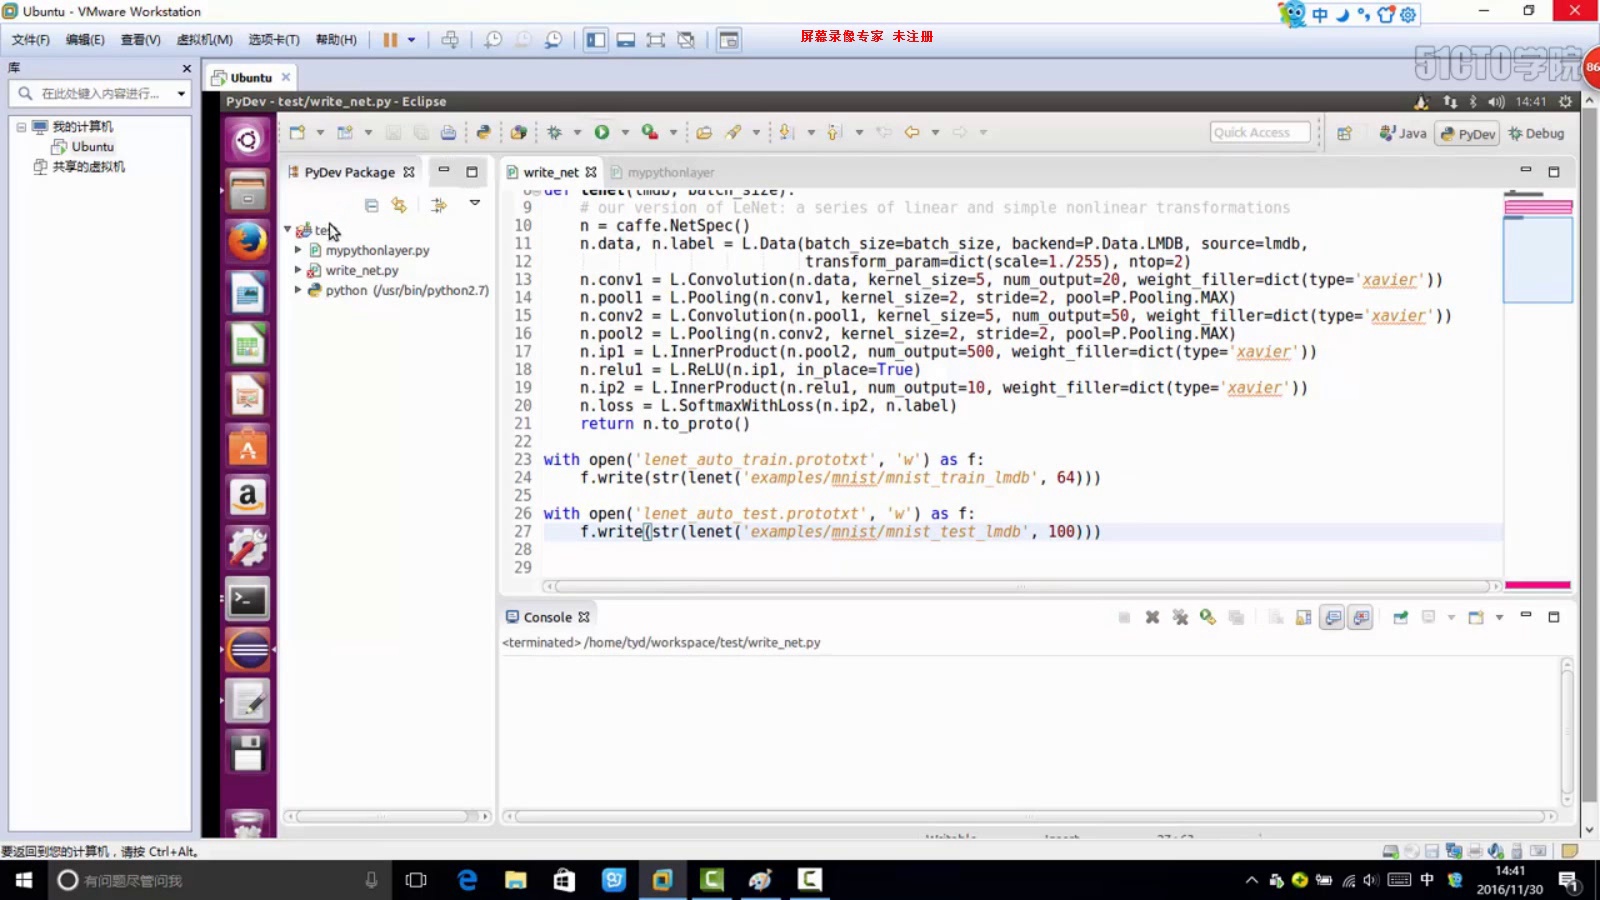 Ubuntu - VMware Workstation
中
文件(F) 编辑(E) 查看(V) 虚拟机(M) 选项卡(T) 帮助(H)
屏幕录像专家 未注册
51CTO学院
86
库
Ubuntu
在此处键入内容进行...
我的计算机
Ubuntu
共享的虚拟机
PyDev - test/write_net.py - Eclipse
14:41
Quick Access
Java
PyDev
Debug
PyDev Package
write_net
mypythonlayer
mypythonlayer.py
write_net.py
python (/usr/bin/python2.7)
8 def lenet(lmdb, batch_size):
9 # our version of LeNet: a series of linear and simple nonlinear transformations
10 n = caffe.NetSpec()
11 n.data, n.label = L.Data(batch_size=batch_size, backend=P.Data.LMDB, source=lmdb,
12 transform_param=dict(scale=1./255), ntop=2)
13 n.conv1 = L.Convolution(n.data, kernel_size=5, num_output=20, weight_filler=dict(type='xavier'))
14 n.pool1 = L.Pooling(n.conv1, kernel_size=2, stride=2, pool=P.Pooling.MAX)
15 n.conv2 = L.Convolution(n.pool1, kernel_size=5, num_output=50, weight_filler=dict(type='xavier'))
16 n.pool2 = L.Pooling(n.conv2, kernel_size=2, stride=2, pool=P.Pooling.MAX)
17 n.ip1 = L.InnerProduct(n.pool2, num_output=500, weight_filler=dict(type='xavier'))
18 n.relu1 = L.ReLU(n.ip1, in_place=True)
19 n.ip2 = L.InnerProduct(n.relu1, num_output=10, weight_filler=dict(type='xavier'))
20 n.loss = L.SoftmaxWithLoss(n.ip2, n.label)
21 return n.to_proto()
22
23 with open('lenet_auto_train.prototxt', 'w') as f:
24 f.write(str(lenet('examples/mnist/mnist_train_lmdb', 64)))
25
26 with open('lenet_auto_test.prototxt', 'w') as f:
27 f.write(str(lenet('examples/mnist/mnist_test_lmdb', 100)))
28
29
Console
<terminated> /home/tyd/workspace/test/write_net.py
要返回到您的计算机，请按 Ctrl+Alt。
有问题尽管问我
中
14:41
2016/11/30
1